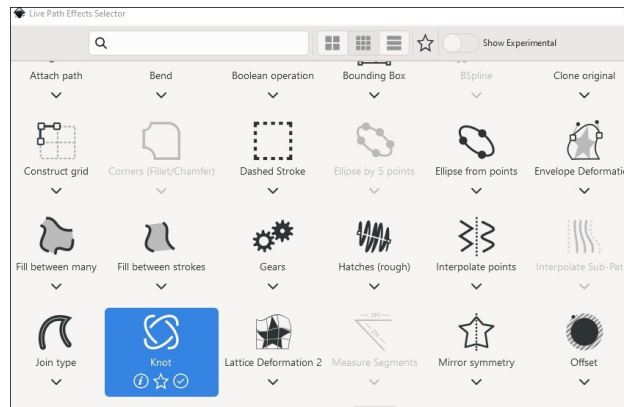 Live Path Effects Selector
Show Experimental
Attach path Bend Boolean operation Bounding Box BSpline Clone original
Construct grid Corners (Fillet/Chamfer) Dashed Stroke Ellipse by 5 points Ellipse from points Envelope Deformati
Fill between many Fill between strokes Gears Hatches (rough) Interpolate points Interpolate Sub-Pat
3M
2M
Join type Knot Lattice Deformation 2 Measure Segments Mirror symmetry Offset